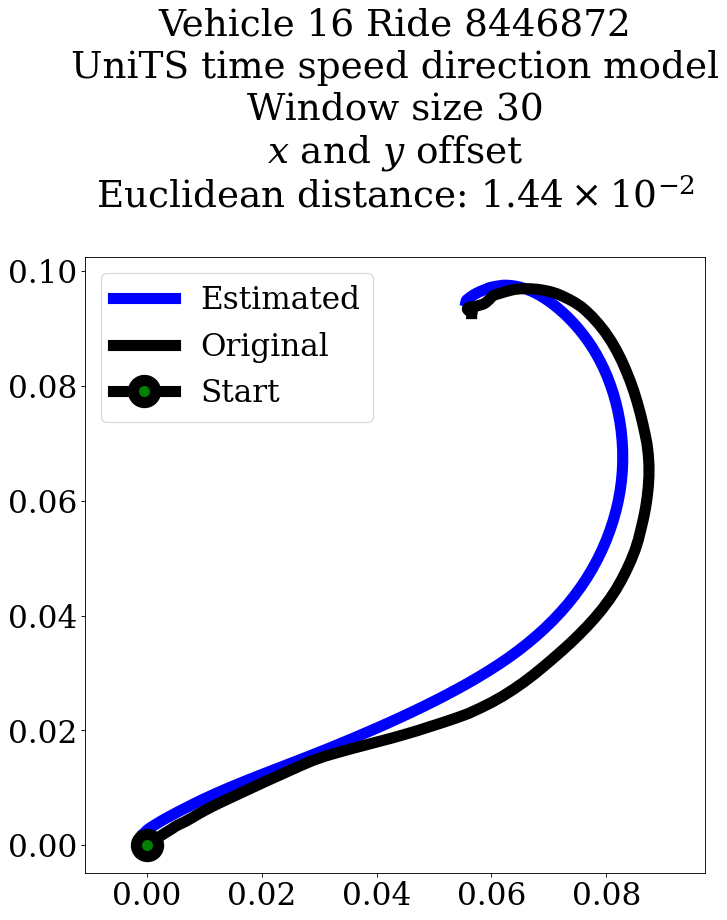 Vehicle 16 Ride 8446872
UniTS time speed direction model
Window size 30
x and y offset
Euclidean distance: 1.44 × 10⁻²
Estimated
Original
Start
0.10
0.08
0.06
0.04
0.02
0.00
0.00 0.02 0.04 0.06 0.08